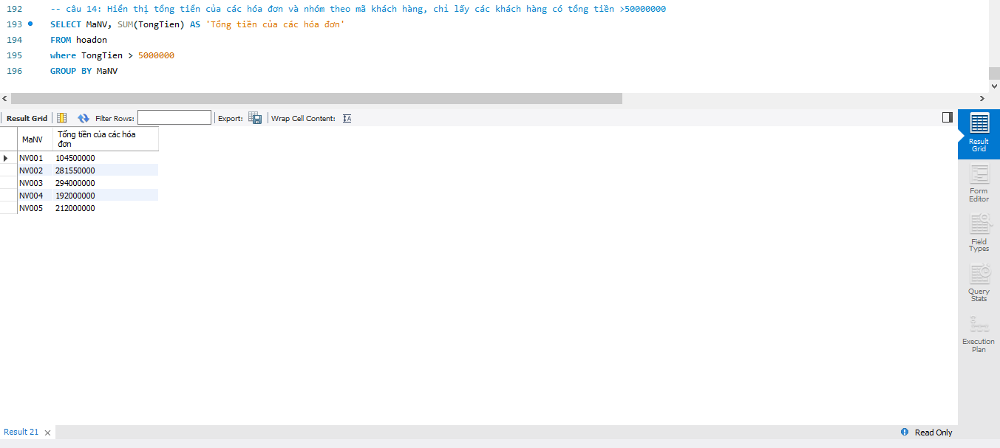 192 -- câu 14: Hiển thị tổng tiền của các hóa đơn và nhóm theo mã khách hàng, chỉ lấy các khách hàng có tổng tiền >50000000
193 SELECT MaNV, SUM(TongTien) AS 'Tổng tiền của các hóa đơn'
194 FROM hoadon
195 where TongTien > 5000000
196 GROUP BY MaNV
Result Grid Filter Rows: Export: Wrap Cell Content:
MaNV Tổng tiền của các hóa
đơn
NV001 104500000
NV002 281550000
NV003 294000000
NV004 192000000
NV005 212000000
Result
Grid
Form
Editor
Field
Types
Query
Stats
Execution
Plan
Result 21 Read Only